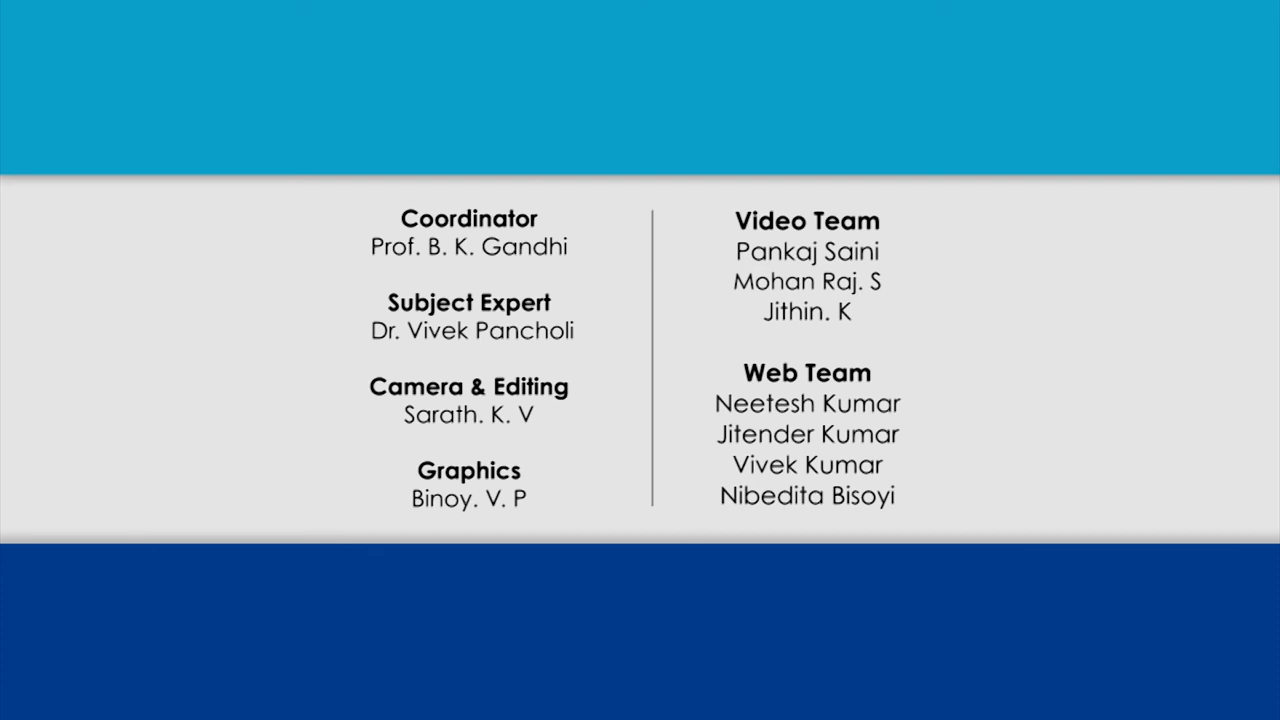 Coordinator
Prof. B. K. Gandhi
Subject Expert
Dr. Vivek Pancholi
Camera & Editing
Sarath. K. V
Graphics
Binoy. V. P
Video Team
Pankaj Saini
Mohan Raj. S
Jithin. K
Web Team
Neetesh Kumar
Jitender Kumar
Vivek Kumar
Nibedita Bisoyi